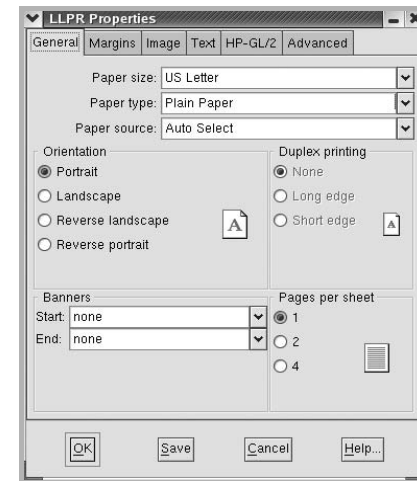 LLPR Properties
General Margins Image Text HP-GL/2 Advanced
Paper size: US Letter
Paper type: Plain Paper
Paper source: Auto Select
Orientation
Portrait
Landscape
Reverse landscape
Reverse portrait
A
Duplex printing
None
Long edge
Short edge
A
Banners
Start: none
End: none
Pages per sheet
1
2
4
OK Save Cancel Help...